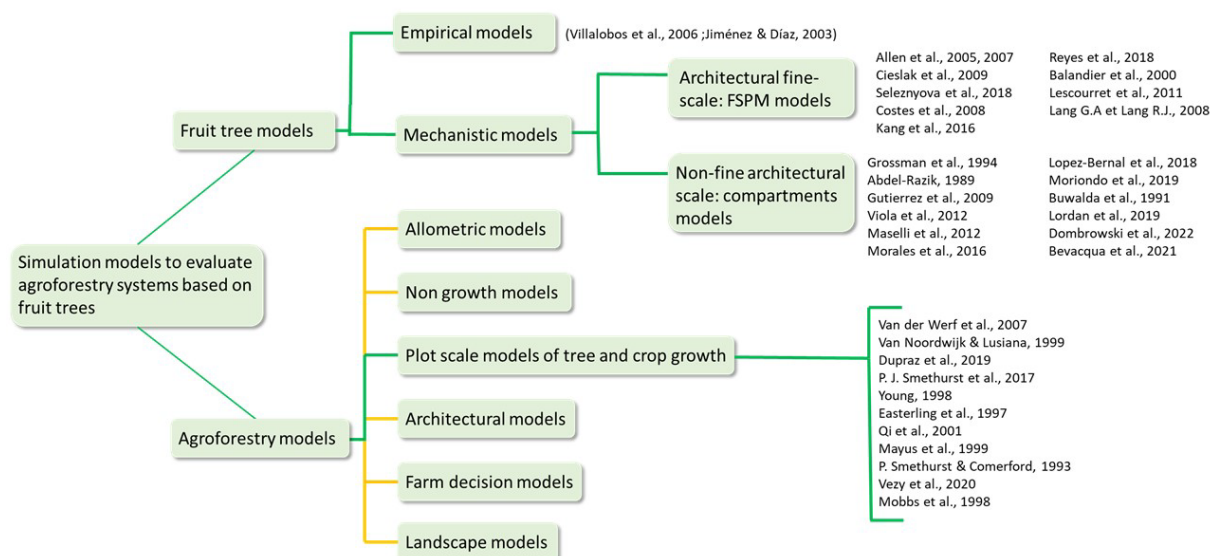 Empirical models
(Villalobos et al., 2006 ;Jiménez & Díaz, 2003)
Fruit tree models
Mechanistic models
Architectural fine-
scale: FSPM models
Allen et al., 2005, 2007
Cieslak et al., 2009
Seleznyova et al., 2018
Costes et al., 2008
Kang et al., 2016
Reyes et al., 2018
Balandier et al., 2000
Lescourret et al., 2011
Lang G.A et Lang R.J., 2008
Non-fine architectural
scale: compartments
models
Grossman et al., 1994
Abdel-Razik, 1989
Gutierrez et al., 2009
Viola et al., 2012
Maselli et al., 2012
Morales et al., 2016
Lopez-Bernal et al., 2018
Moriondo et al., 2019
Buwalda et al., 1991
Lordan et al., 2019
Dombrowski et al., 2022
Bevacqua et al., 2021
Simulation models to evaluate
agroforestry systems based on
fruit trees
Agroforestry models
Allometric models
Non growth models
Plot scale models of tree and crop growth
Architectural models
Farm decision models
Landscape models
Van der Werf et al., 2007
Van Noordwijk & Lusiana, 1999
Dupraz et al., 2019
P. J. Smethurst et al., 2017
Young, 1998
Easterling et al., 1997
Qi et al., 2001
Mayus et al., 1999
P. Smethurst & Comerford, 1993
Vezy et al., 2020
Mobbs et al., 1998